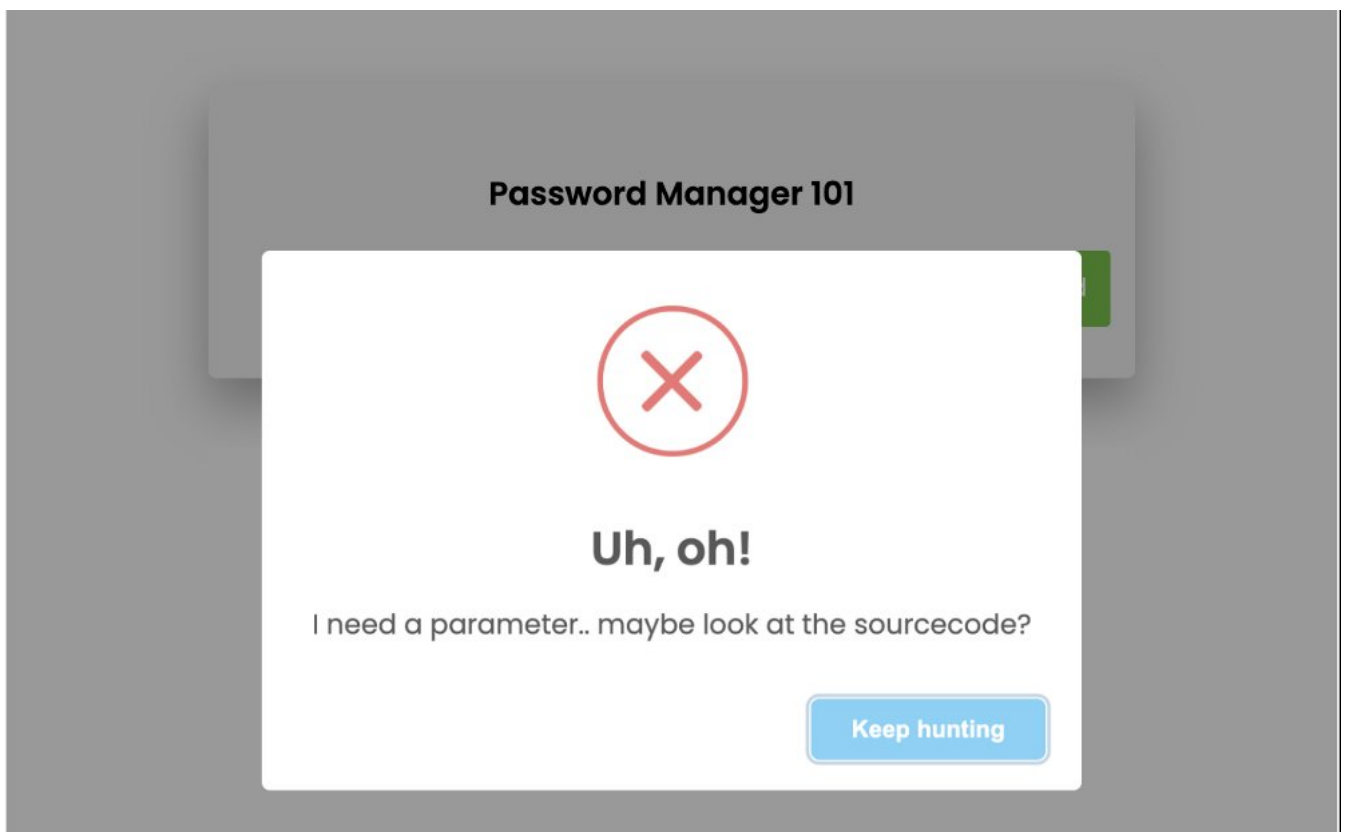 Password Manager 101
Uh, oh!
I need a parameter.. maybe look at the sourcecode?
Keep hunting